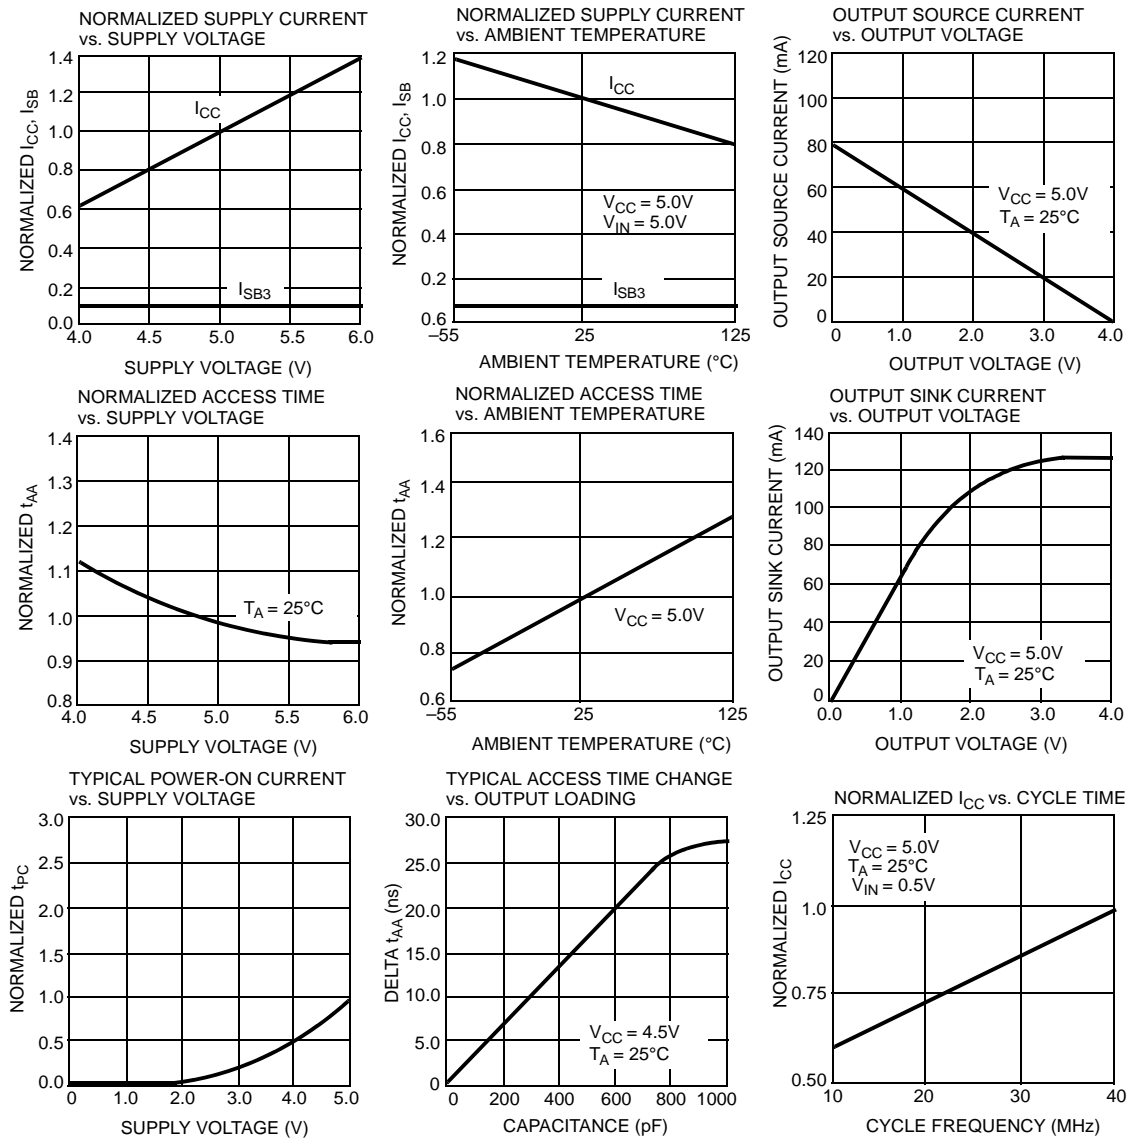 NORMALIZED SUPPLY CURRENT
vs. SUPPLY VOLTAGE
1.4
1.2
1.0
0.8
0.6
0.4
0.2
0.0
NORMALIZED ICC, ISB
ICC
ISB3
4.0 4.5 5.0 5.5 6.0
SUPPLY VOLTAGE (V)
NORMALIZED SUPPLY CURRENT
vs. AMBIENT TEMPERATURE
1.2
1.0
0.8
0.6
0.4
0.2
0.6
NORMALIZED ICC, ISB
ICC
VCC = 5.0V
VIN = 5.0V
ISB3
–55 25 125
AMBIENT TEMPERATURE (°C)
OUTPUT SOURCE CURRENT
vs. OUTPUT VOLTAGE
120
100
80
60
40
20
0
OUTPUT SOURCE CURRENT (mA)
VCC = 5.0V
TA = 25°C
0 1.0 2.0 3.0 4.0
OUTPUT VOLTAGE (V)
NORMALIZED ACCESS TIME
vs. SUPPLY VOLTAGE
1.4
1.3
1.2
1.1
1.0
0.9
0.8
NORMALIZED tAA
TA = 25°C
4.0 4.5 5.0 5.5 6.0
SUPPLY VOLTAGE (V)
NORMALIZED ACCESS TIME
vs. AMBIENT TEMPERATURE
1.6
1.4
1.2
1.0
0.8
0.6
NORMALIZED tAA
VCC = 5.0V
–55 25 125
AMBIENT TEMPERATURE (°C)
OUTPUT SINK CURRENT
vs. OUTPUT VOLTAGE
140
120
100
80
60
40
20
0
OUTPUT SINK CURRENT (mA)
VCC = 5.0V
TA = 25°C
0.0 1.0 2.0 3.0 4.0
OUTPUT VOLTAGE (V)
TYPICAL POWER-ON CURRENT
vs. SUPPLY VOLTAGE
3.0
2.5
2.0
1.5
1.0
0.5
0.0
NORMALIZED tPC
0 1.0 2.0 3.0 4.0 5.0
SUPPLY VOLTAGE (V)
TYPICAL ACCESS TIME CHANGE
vs. OUTPUT LOADING
30.0
25.0
20.0
15.0
10.0
5.0
0
DELTA tAA (ns)
VCC = 4.5V
TA = 25°C
0 200 400 600 800 1000
CAPACITANCE (pF)
NORMALIZED ICC vs. CYCLE TIME
1.25
1.0
0.75
0.50
NORMALIZED ICC
VCC = 5.0V
TA = 25°C
VIN = 0.5V
10 20 30 40
CYCLE FREQUENCY (MHz)